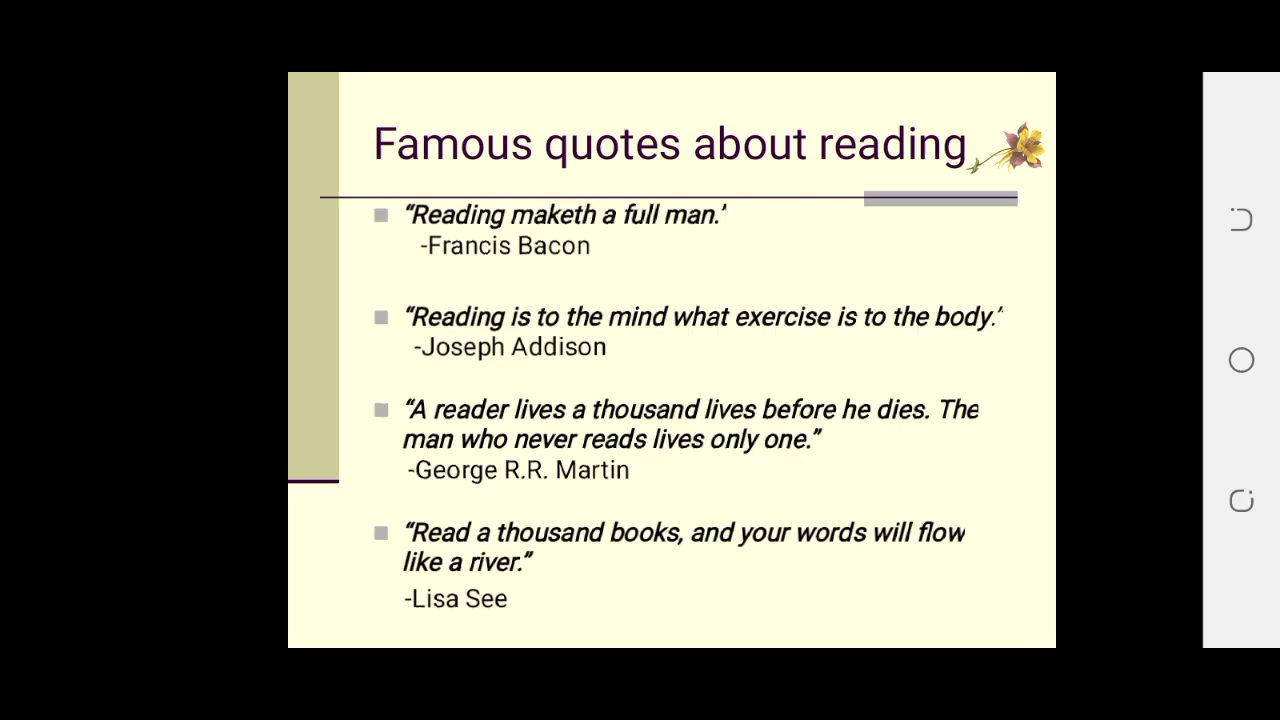 Famous quotes about reading
“Reading maketh a full man.’
-Francis Bacon
“Reading is to the mind what exercise is to the body.’
-Joseph Addison
“A reader lives a thousand lives before he dies. The
man who never reads lives only one.”
-George R.R. Martin
“Read a thousand books, and your words will flow
like a river.”
-Lisa See